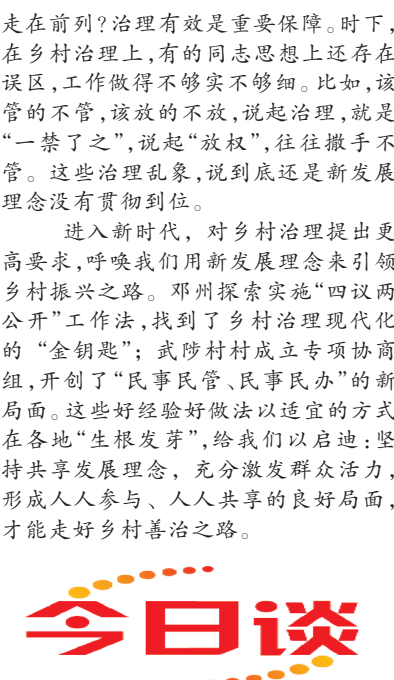 走在前列?治理有效是重要保障。时下,
在乡村治理上,有的同志思想上还存在
误区,工作做得不够实不够细。比如,该
管的不管,该放的不放,说起治理,就是
“一禁了之”,说起“放权”,往往撒手不
管。这些治理乱象,说到底还是新发展
理念没有贯彻到位。
进入新时代,对乡村治理提出更
高要求,呼唤我们用新发展理念来引领
乡村振兴之路。邓州探索实施“四议两
公开”工作法,找到了乡村治理现代化
的“金钥匙”;武陟村村成立专项协商
组,开创了“民事民管、民事民办”的新
局面。这些好经验好做法以适宜的方式
在各地“生根发芽”,给我们以启迪:坚
持共享发展理念,充分激发群众活力,
形成人人参与、人人共享的良好局面,
才能走好乡村善治之路。
今日谈